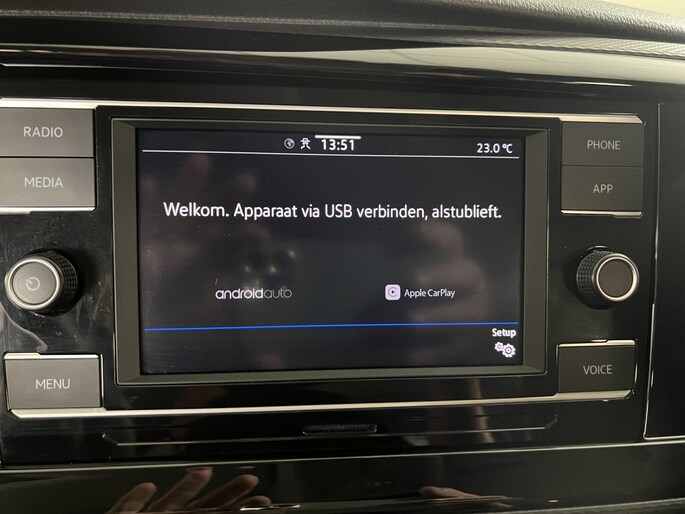 RADIO
MEDIA
13:51
23.0 °C
PHONE
APP
Welkom. Apparaat via USB verbinden, alstublieft.
androidauto
Apple CarPlay
Setup
MENU
VOICE